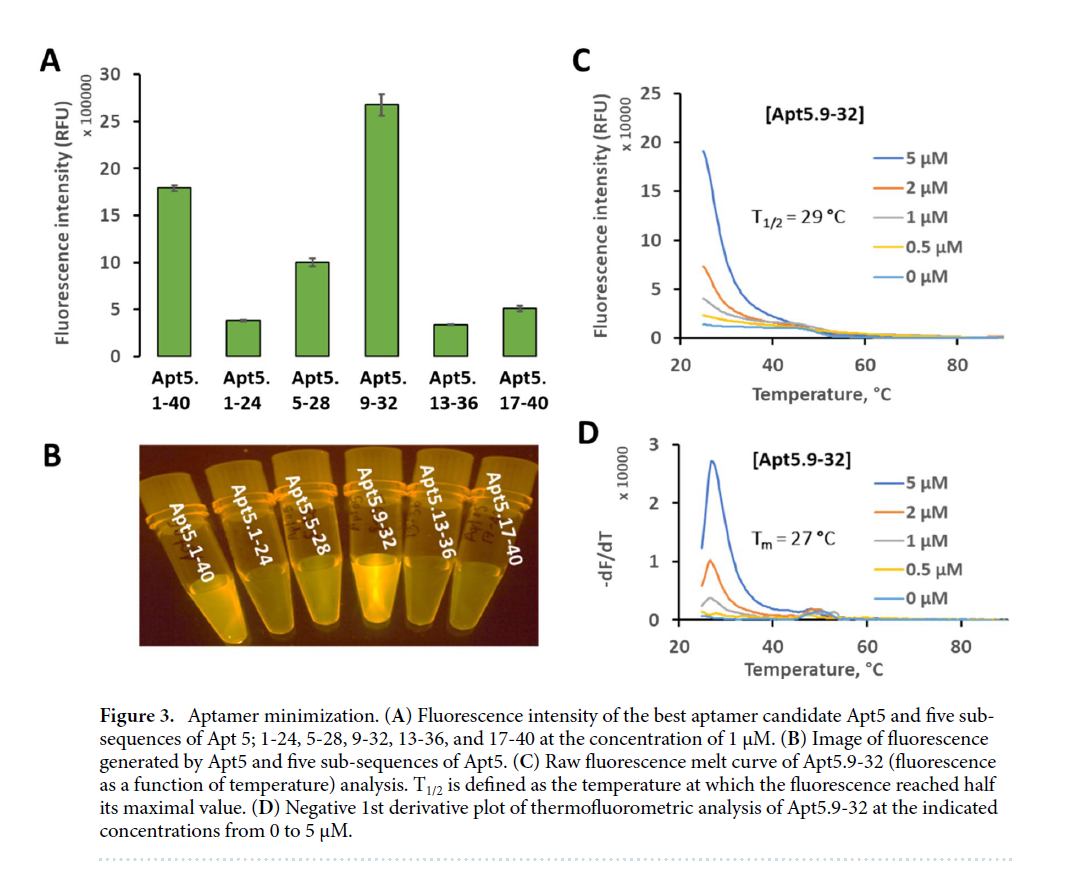 A
Fluorescence intensity (RFU)
x 100000
30
25
20
15
10
5
0
Apt5. Apt5. Apt5. Apt5. Apt5. Apt5.
1-40 1-24 5-28 9-32 13-36 17-40
B
Apt5.1-40
Apt5.1-24
Apt5.5-28
Apt5.9-32
Apt5.13-36
Apt5.17-40
C
Fluorescence intensity (RFU)
x 10000
25
20
15
10
5
0
[Apt5.9-32]
5 µM
2 µM
1 µM
0.5 µM
0 µM
T1/2 = 29 °C
20 40 60 80
Temperature, °C
D
-dF/dT
x 10000
3
2
1
0
[Apt5.9-32]
5 µM
2 µM
1 µM
0.5 µM
0 µM
Tm = 27 °C
20 40 60 80
Temperature, °C
Figure 3. Aptamer minimization. (A) Fluorescence intensity of the best aptamer candidate Apt5 and five sub-
sequences of Apt 5; 1-24, 5-28, 9-32, 13-36, and 17-40 at the concentration of 1 µM. (B) Image of fluorescence
generated by Apt5 and five sub-sequences of Apt5. (C) Raw fluorescence melt curve of Apt5.9-32 (fluorescence
as a function of temperature) analysis. T1/2 is defined as the temperature at which the fluorescence reached half
its maximal value. (D) Negative 1st derivative plot of thermofluorometric analysis of Apt5.9-32 at the indicated
concentrations from 0 to 5 µM.